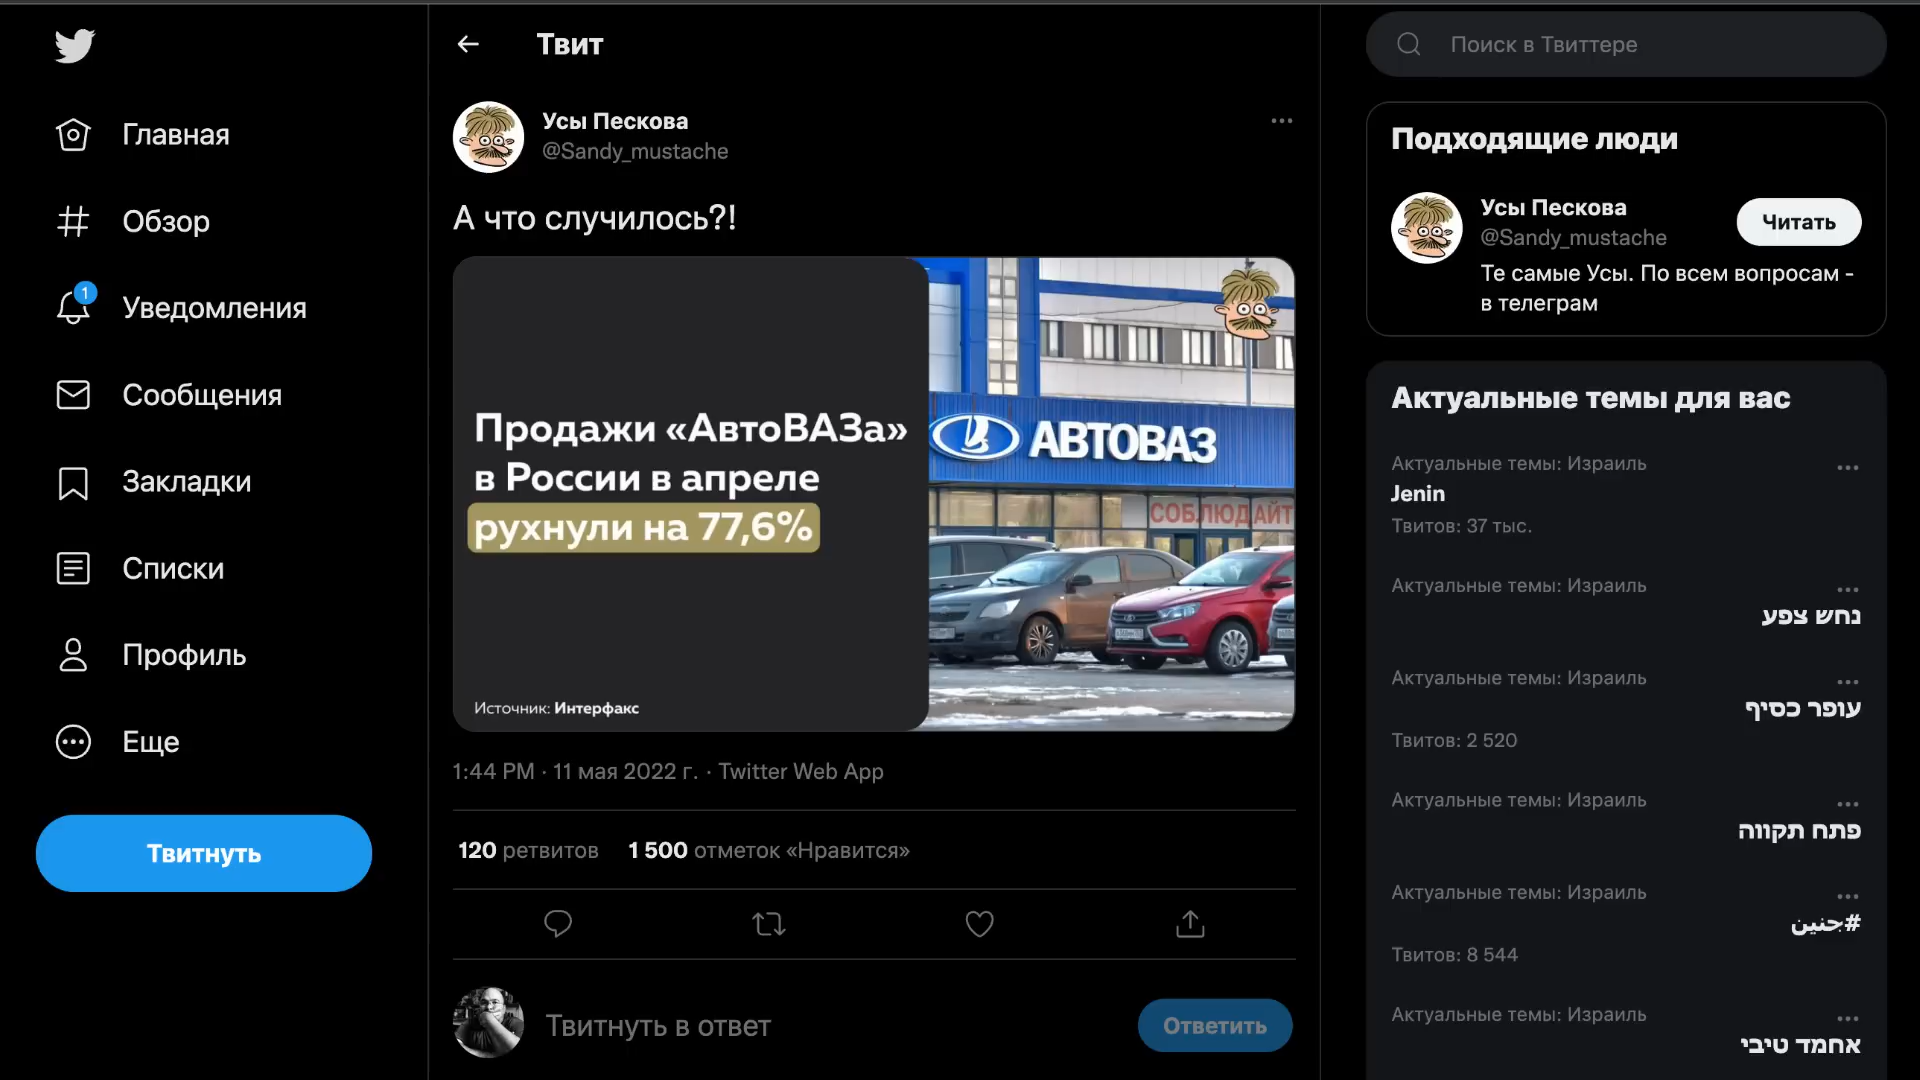 Главная
Обзор
1
Уведомления
Сообщения
Закладки
Списки
Профиль
Еще
Твитнуть
Твит
Усы Пескова
@Sandy_mustache
А что случилось?!
Продажи «АвтоВАЗа»
в России в апреле
рухнули на 77,6%
Источник: Интерфакс
АВТОВАЗ
СОБЛЮДАЙТ
1:44 PM · 11 мая 2022 г. · Twitter Web App
120 ретвитов 1 500 отметок «Нравится»
Твитнуть в ответ
Ответить
Поиск в Твиттере
Подходящие люди
Усы Пескова
@Sandy_mustache
Читать
Те самые Усы. По всем вопросам -
в телеграм
Актуальные темы для вас
Актуальные темы: Израиль
Jenin
Твитов: 37 тыс.
Актуальные темы: Израиль
נחש צפע
Актуальные темы: Израиль
עופר כסיף
Твитов: 2 520
Актуальные темы: Израиль
פתח תקווה
Актуальные темы: Израиль
#جنين
Твитов: 8 544
Актуальные темы: Израиль
אחמד טיבי